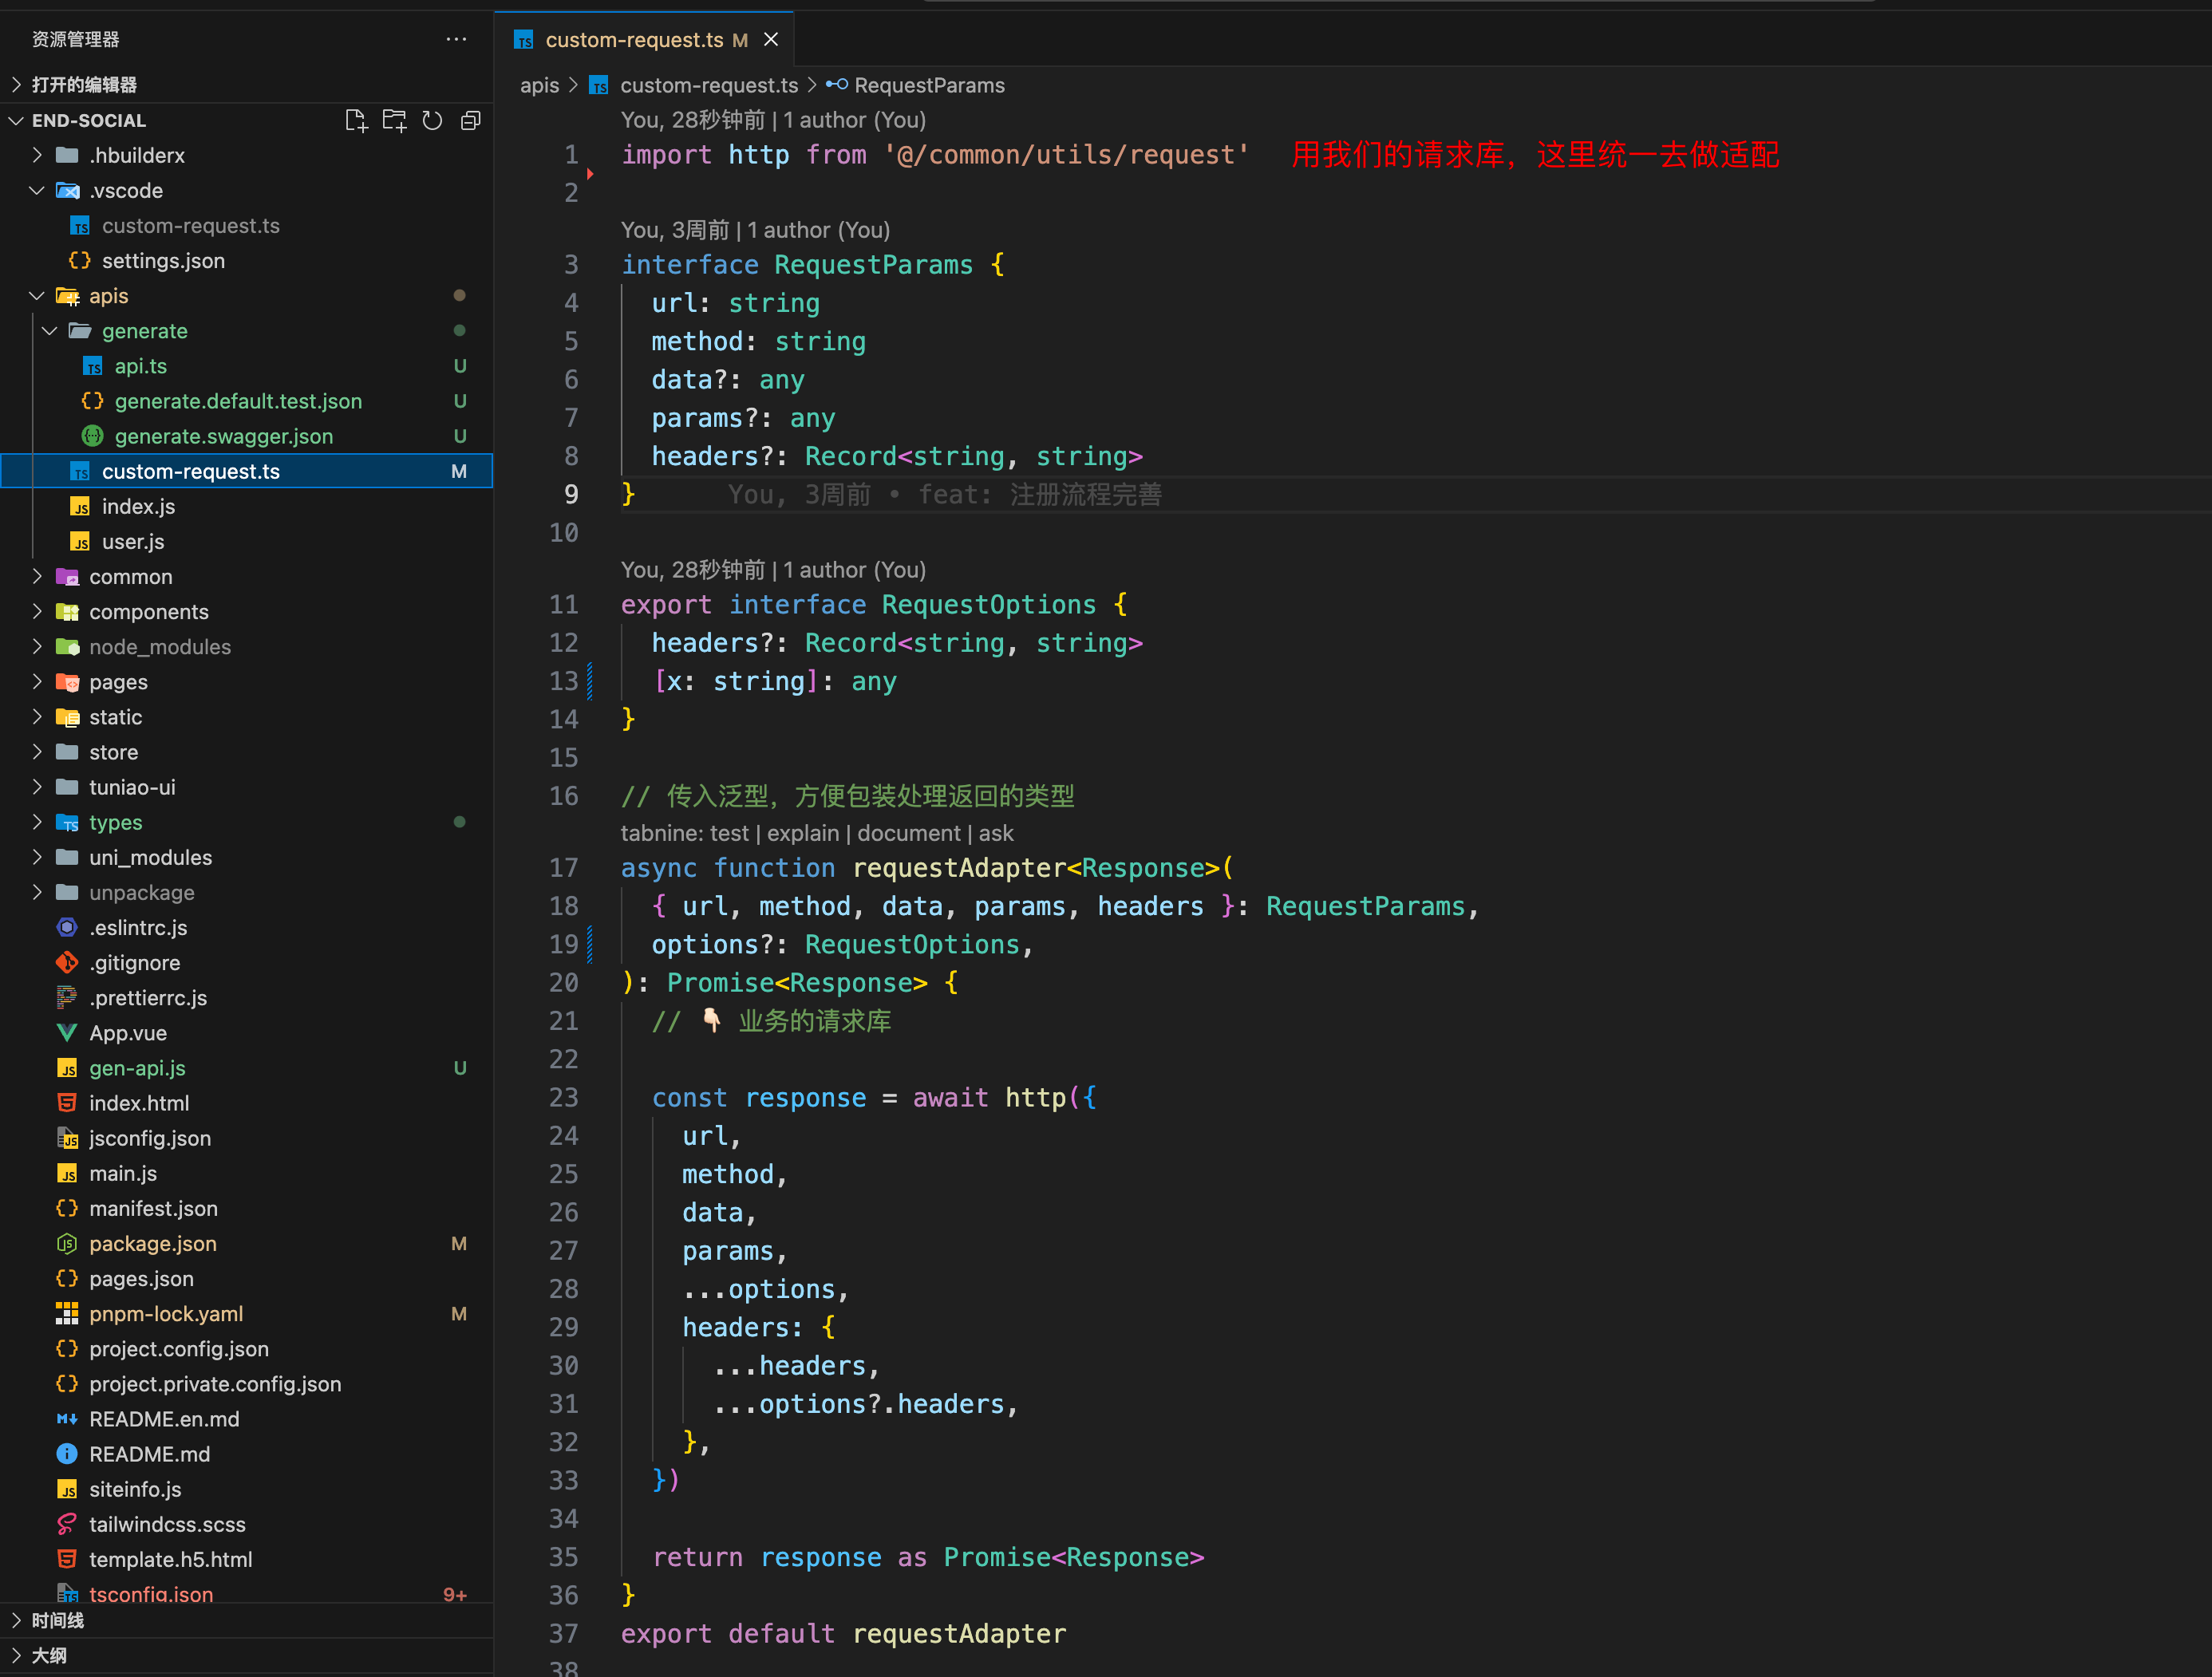 资源管理器
打开的编辑器
END-SOCIAL
.hbuilderx
.vscode
custom-request.ts
settings.json
apis
generate
api.ts U
generate.default.test.json U
generate.swagger.json U
custom-request.ts M
index.js
user.js
common
components
node_modules
pages
static
store
tuniao-ui
types
uni_modules
unpackage
.eslintrc.js
.gitignore
.prettierrc.js
App.vue
gen-api.js U
index.html
jsconfig.json
main.js
manifest.json
package.json M
pages.json
pnpm-lock.yaml M
project.config.json
project.private.config.json
README.en.md
README.md
siteinfo.js
tailwindcss.scss
template.h5.html
tsconfig.json 9+
时间线
大纲
custom-request.ts M
apis > custom-request.ts > RequestParams
You, 28秒钟前 | 1 author (You)
1 import http from '@/common/utils/request' 用我们的请求库，这里统一去做适配
2
You, 3周前 | 1 author (You)
3 interface RequestParams {
4 url: string
5 method: string
6 data?: any
7 params?: any
8 headers?: Record<string, string>
9 } You, 3周前 • feat: 注册流程完善
10
You, 28秒钟前 | 1 author (You)
11 export interface RequestOptions {
12 headers?: Record<string, string>
13 [x: string]: any
14 }
15
16 // 传入泛型，方便包装处理返回的类型
tabnine: test | explain | document | ask
17 async function requestAdapter<Response>(
18 { url, method, data, params, headers }: RequestParams,
19 options?: RequestOptions,
20 ): Promise<Response> {
21 // 👇🏻 业务的请求库
22
23 const response = await http({
24 url,
25 method,
26 data,
27 params,
28 ...options,
29 headers: {
30 ...headers,
31 ...options?.headers,
32 },
33 })
34
35 return response as Promise<Response>
36 }
37 export default requestAdapter
38